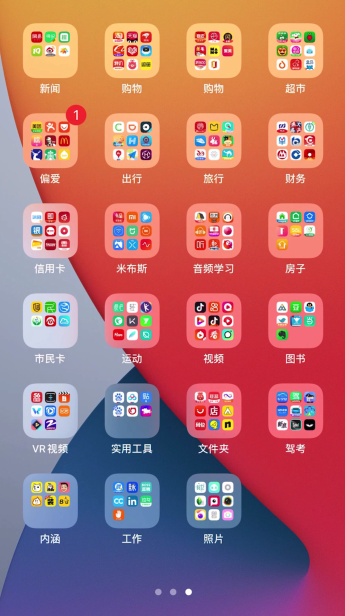 新闻 购物 购物 超市
1
偏爱 出行 旅行 财务
信用卡 米布斯 音频学习 房子
市民卡 运动 视频 图书
VR视频 实用工具 文件夹 驾考
内涵 工作 照片